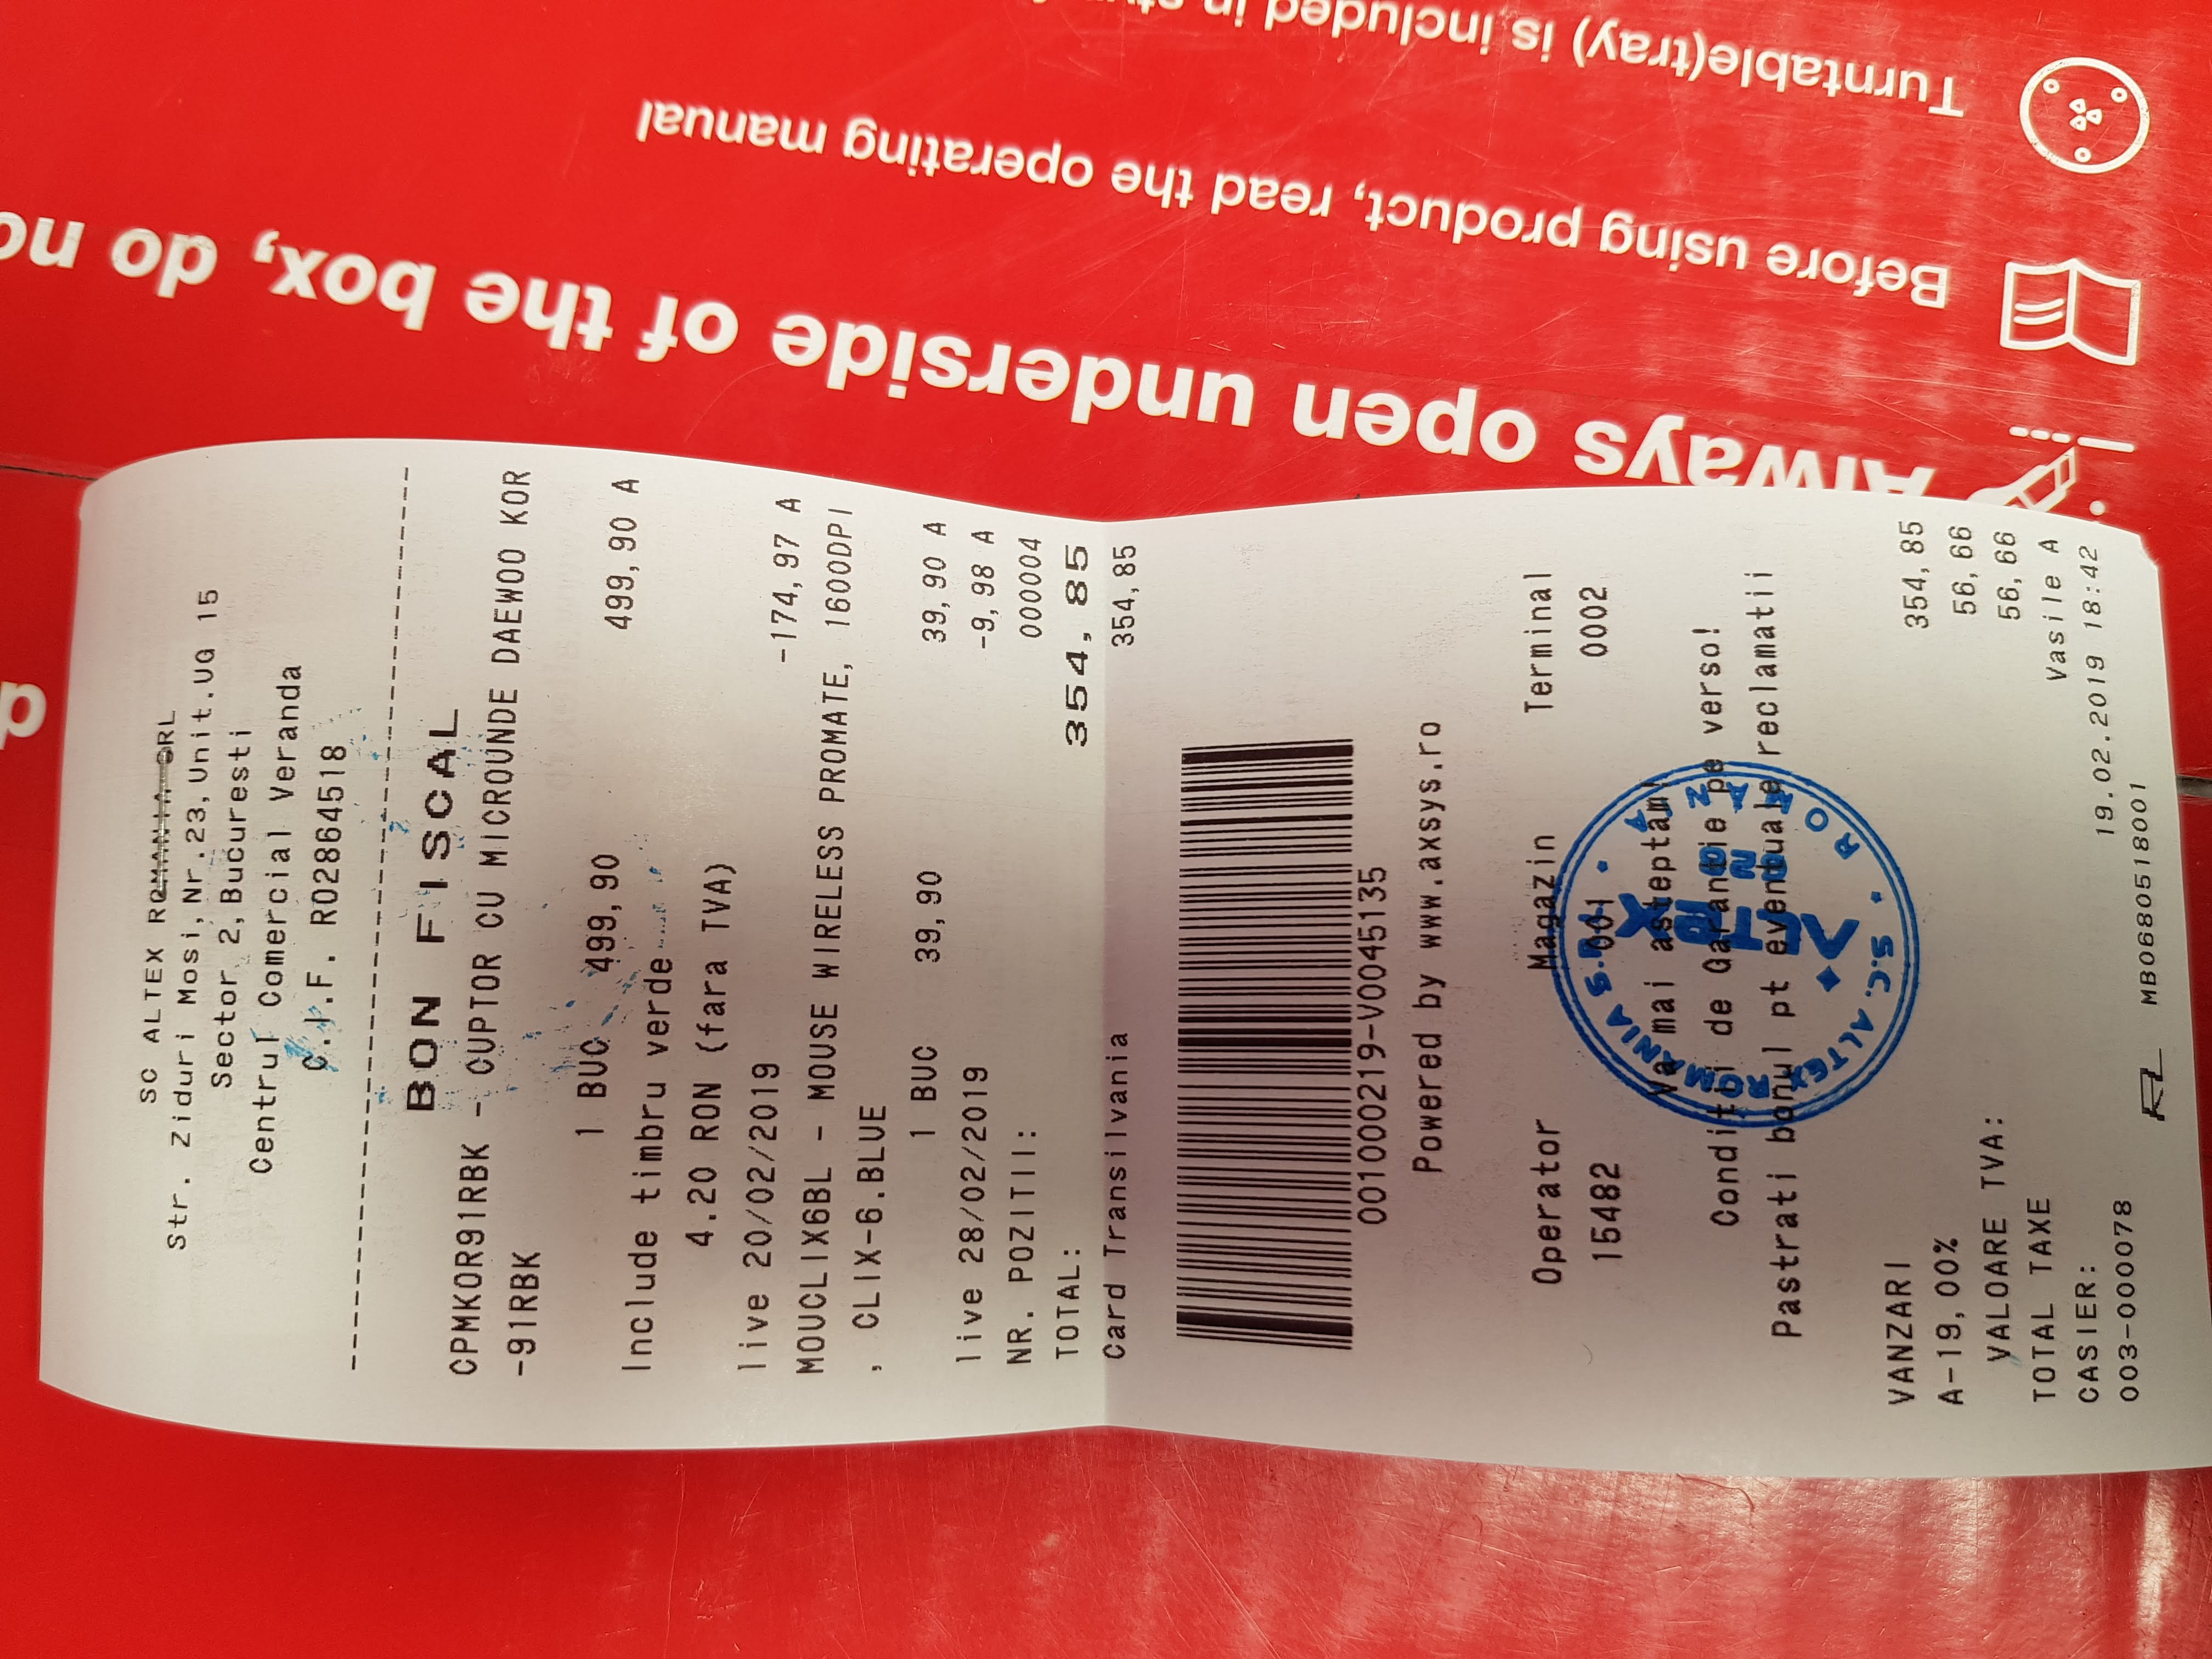 Turntable(tray) is included in
Before using product, read the operating manual
Always open underside of the box, do no
d
SC ALTEX ROMANIA SRL
Str. Ziduri Mosi,Nr.23,Unit.UG 15
Sector 2,Bucuresti
Centrul Comercial Veranda
C.I.F. RO28645518
BON FISCAL
CPMKOR91RBK - CUPTOR CU MICROUNDE DAEWOO KOR
-91RBK
1 BUC 499,90 499,90 A
Include timbru verde
4.20 RON (fara TVA)
live 20/02/2019 -174,97 A
MOUCLIX6BL - MOUSE WIRELESS PROMATE, 1600DPI
, CLIX-6.BLUE
1 BUC 39,90 39,90 A
live 28/02/2019 -9,98 A
NR. POZITII: 000004
TOTAL: 354,85
Card Transilvania 354,85
0010000219-V0045135
Powered by www.axsys.ro
Operator Magazin Terminal
15482 001 0002
Va mai asteptam!
Conditii de Garantie pe verso!
Pastrati bonul pt eventuale reclamatii
S.C. ALTEX ROMANIA S.R.L.
ALTEX
020
ROMANIA
VANZARI 354,85
A-19,00% 56,66
VALOARE TVA: 56,66
TOTAL TAXE
CASIER: Vasile A
003-000078 19.02.2019 18:42
MB0680518001